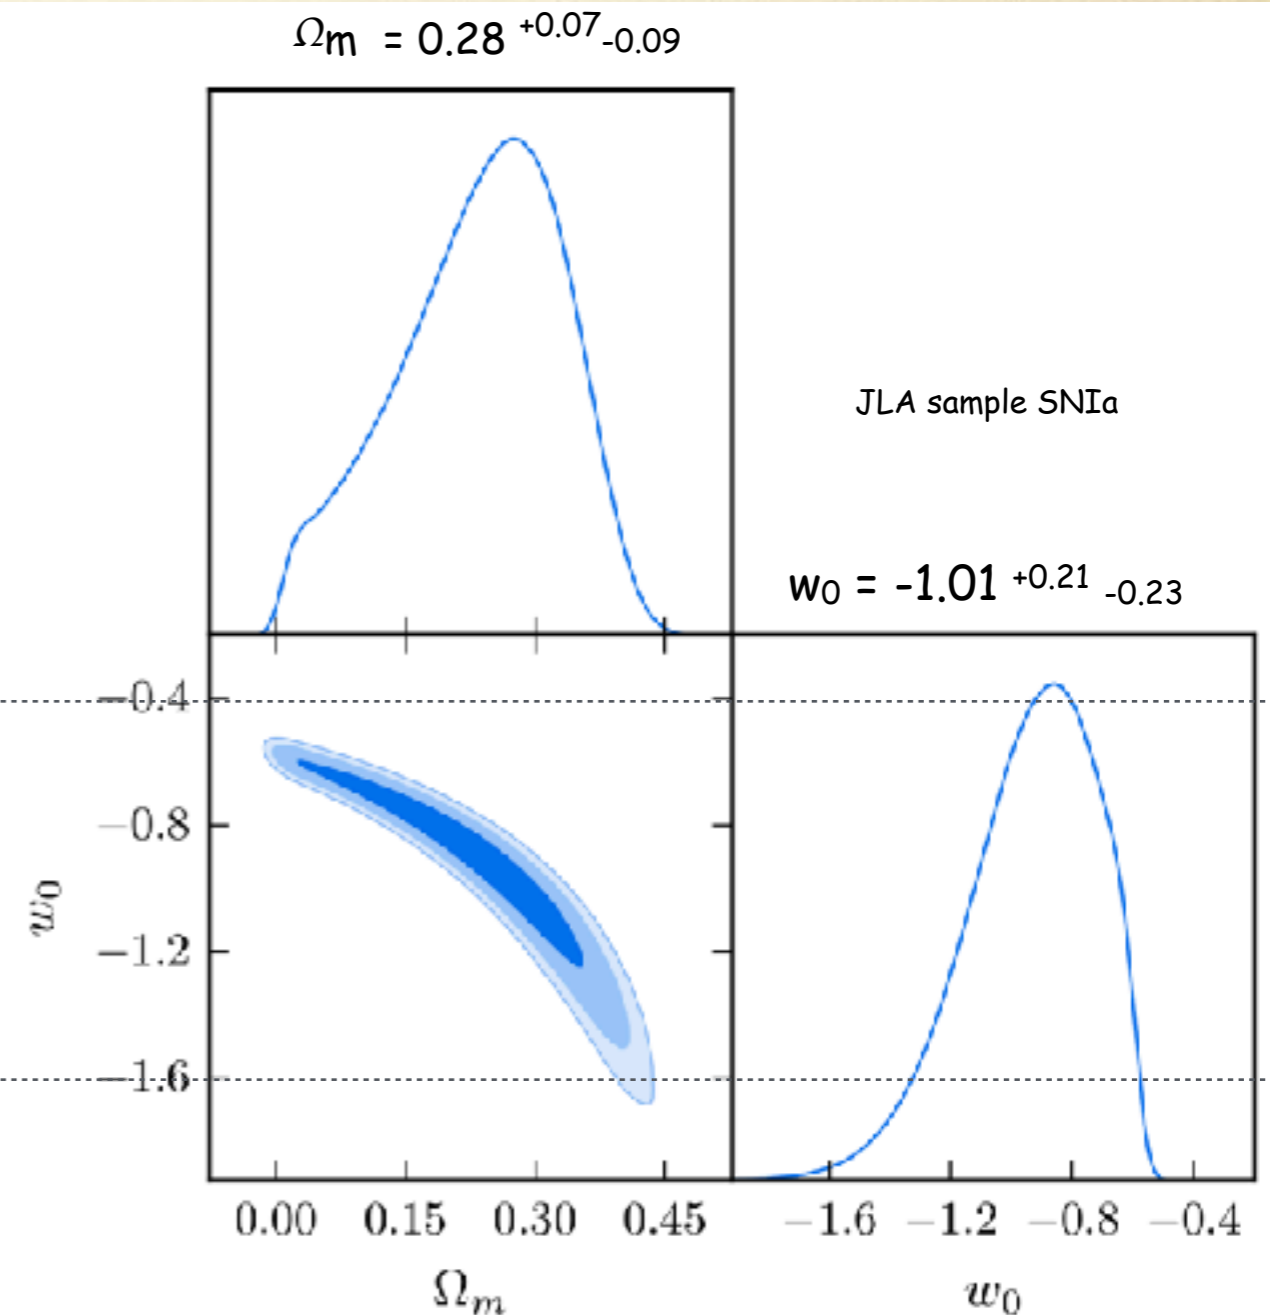 Ωm = 0.28 +0.07 -0.09
JLA sample SNIa
w0 = -1.01 +0.21 -0.23
−0.4
−0.8
−1.2
−1.6
w0
0.00 0.15 0.30 0.45
−1.6 −1.2 −0.8 −0.4
Ωm
w0